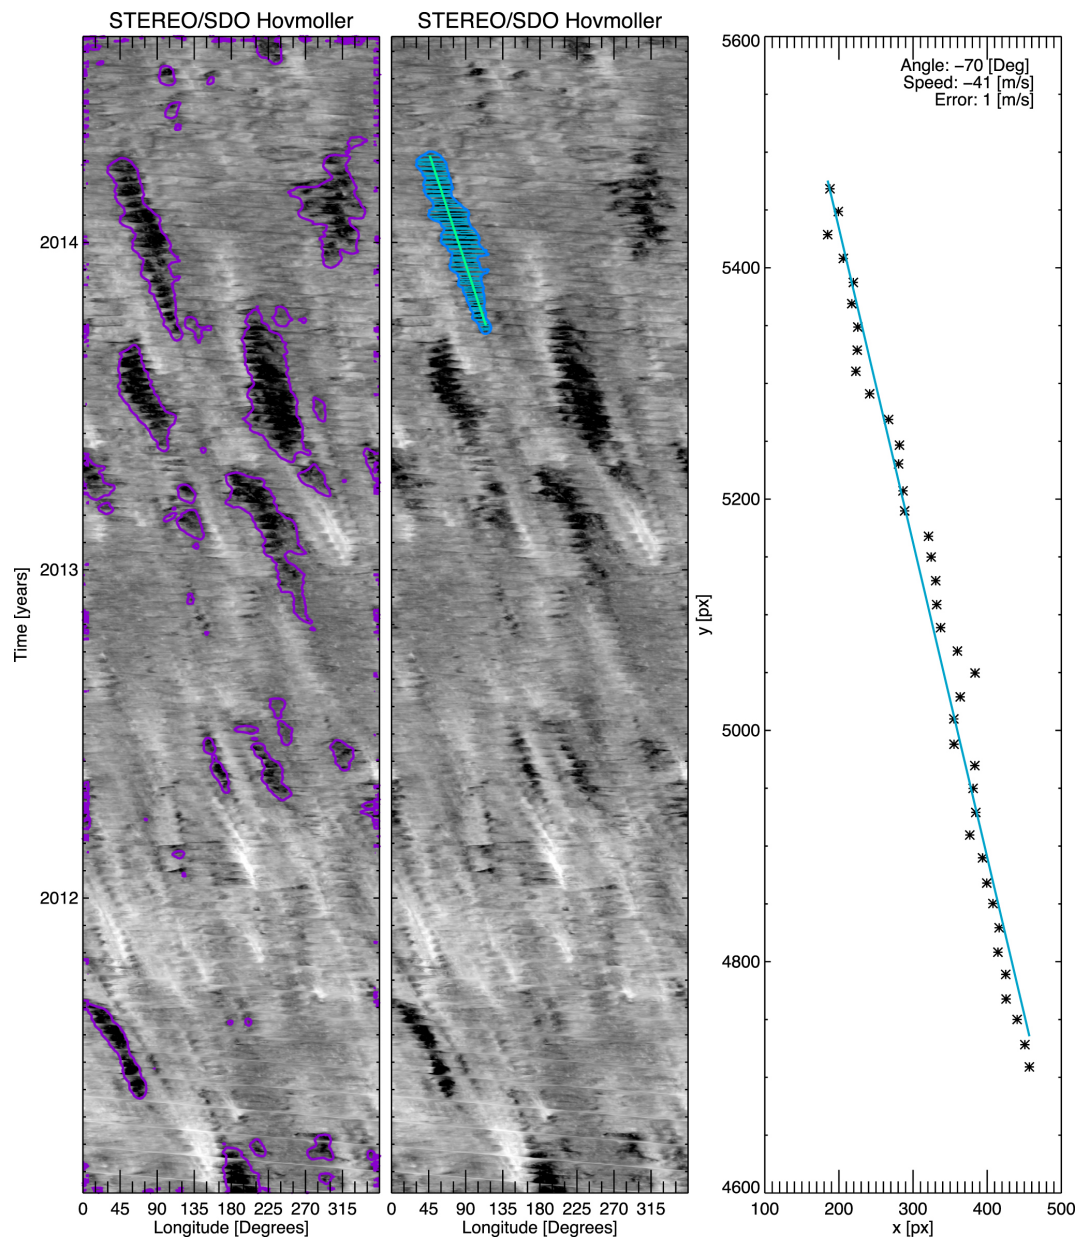 STEREO/SDO Hovmoller
STEREO/SDO Hovmoller
Time [years]
2014
2013
2012
0 45 90 135 180 225 270 315
Longitude [Degrees]
0 45 90 135 180 225 270 315
Longitude [Degrees]
y [px]
5600
5400
5200
5000
4800
4600
Angle: −70 [Deg]
Speed: −41 [m/s]
Error: 1 [m/s]
100 200 300 400 500
x [px]